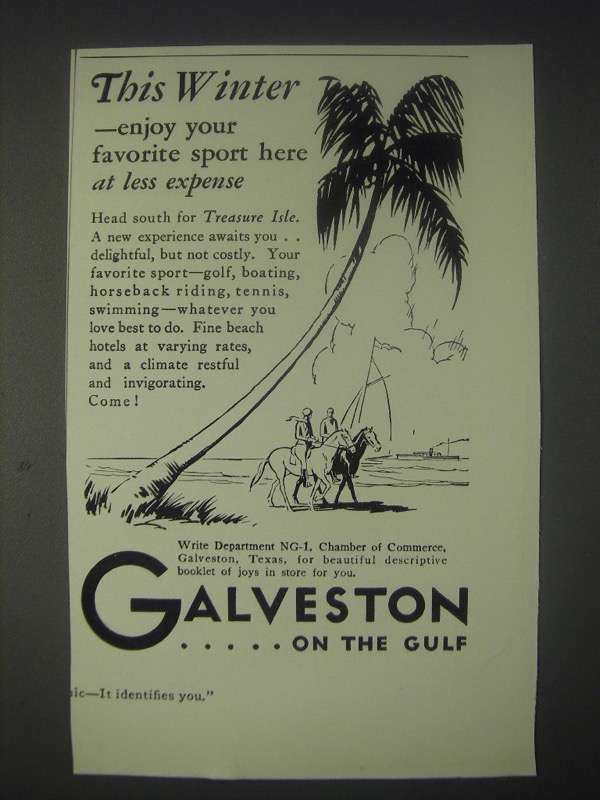 This Winter
—enjoy your
favorite sport here
at less expense
Head south for Treasure Isle.
A new experience awaits you . .
delightful, but not costly. Your
favorite sport—golf, boating,
horseback riding, tennis,
swimming—whatever you
love best to do. Fine beach
hotels at varying rates,
and a climate restful
and invigorating.
Come!
Write Department NG-1, Chamber of Commerce,
Galveston, Texas, for beautiful descriptive
booklet of joys in store for you.
GALVESTON
. . . . . ON THE GULF
ic—It identifies you."